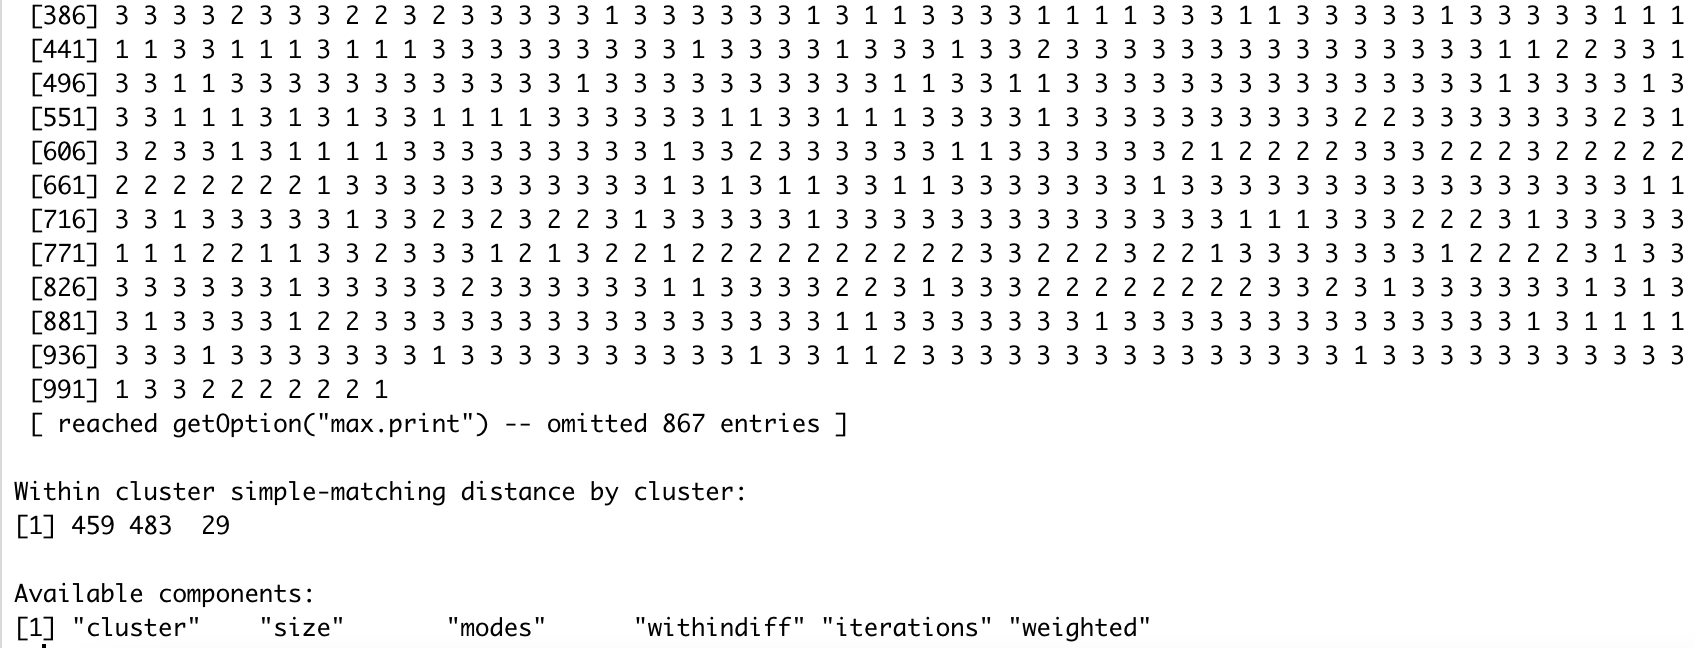 [386] 3 3 3 3 2 3 3 3 2 2 3 2 3 3 3 3 3 1 3 3 3 3 3 3 1 3 1 1 3 3 3 3 1 1 1 1 3 3 3 1 1 3 3 3 3 3 1 3 3 3 3 3 1 1 1
[441] 1 1 3 3 1 1 1 3 1 1 1 3 3 3 3 3 3 3 3 3 1 3 3 3 3 1 3 3 3 1 3 3 2 3 3 3 3 3 3 3 3 3 3 3 3 3 3 3 1 1 2 2 3 3 1
[496] 3 3 1 1 3 3 3 3 3 3 3 3 3 3 3 3 1 3 3 3 3 3 3 3 3 3 3 1 1 3 3 1 1 3 3 3 3 3 3 3 3 3 3 3 3 3 3 3 1 3 3 3 3 1 3
[551] 3 3 1 1 1 3 1 3 1 3 3 1 1 1 1 3 3 3 3 3 3 1 1 3 3 1 1 1 3 3 3 3 1 3 3 3 3 3 3 3 3 3 3 2 2 3 3 3 3 3 3 3 2 3 1
[606] 3 2 3 3 1 3 1 1 1 1 3 3 3 3 3 3 3 3 3 1 3 3 2 3 3 3 3 3 3 1 1 3 3 3 3 3 3 2 1 2 2 2 2 3 3 3 2 2 2 3 2 2 2 2 2
[661] 2 2 2 2 2 2 2 1 3 3 3 3 3 3 3 3 3 3 3 1 3 1 3 1 1 3 3 1 1 3 3 3 3 3 3 3 1 3 3 3 3 3 3 3 3 3 3 3 3 3 3 3 3 1 1
[716] 3 3 1 3 3 3 3 3 1 3 3 2 3 2 3 2 2 3 1 3 3 3 3 3 1 3 3 3 3 3 3 3 3 3 3 3 3 3 3 1 1 1 3 3 3 2 2 2 3 1 3 3 3 3 3
[771] 1 1 1 2 2 1 1 3 3 2 3 3 3 1 2 1 3 2 2 1 2 2 2 2 2 2 2 2 2 2 3 3 2 2 2 3 2 2 1 3 3 3 3 3 3 3 1 2 2 2 2 3 1 3 3
[826] 3 3 3 3 3 3 1 3 3 3 3 3 2 3 3 3 3 3 3 1 1 3 3 3 3 2 2 3 1 3 3 3 2 2 2 2 2 2 2 2 3 3 2 3 1 3 3 3 3 3 3 1 3 1 3
[881] 3 1 3 3 3 3 1 2 2 3 3 3 3 3 3 3 3 3 3 3 3 3 3 3 3 1 1 3 3 3 3 3 3 3 1 3 3 3 3 3 3 3 3 3 3 3 3 3 3 1 3 1 1 1 1
[936] 3 3 3 1 3 3 3 3 3 3 3 1 3 3 3 3 3 3 3 3 3 3 1 3 3 1 1 2 3 3 3 3 3 3 3 3 3 3 3 3 3 3 3 1 3 3 3 3 3 3 3 3 3 3 3
[991] 1 3 3 2 2 2 2 2 2 1
[ reached getOption("max.print") -- omitted 867 entries ]
Within cluster simple-matching distance by cluster:
[1] 459 483  29
Available components:
[1] "cluster"    "size"       "modes"      "withindiff" "iterations" "weighted"